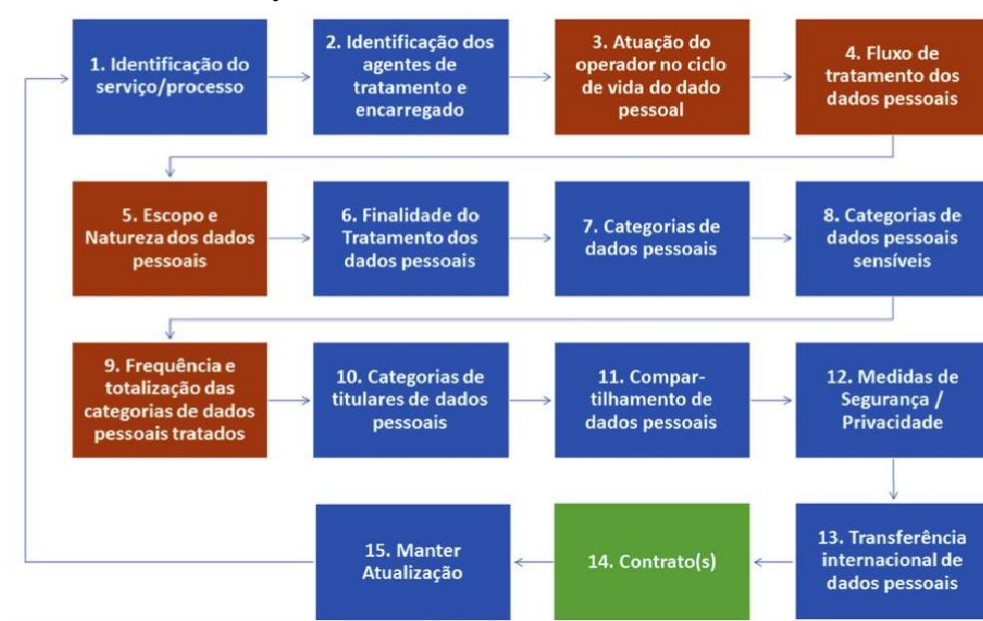 1. Identificação do
serviço/processo
2. Identificação dos
agentes de
tratamento e
encarregado
3. Atuação do
operador no ciclo
de vida do dado
pessoal
4. Fluxo de
tratamento dos
dados pessoais
5. Escopo e
Natureza dos dados
pessoais
6. Finalidade do
Tratamento dos
dados pessoais
7. Categorias de
dados pessoais
8. Categorias de
dados pessoais
sensíveis
9. Frequência e
totalização das
categorias de dados
pessoais tratados
10. Categorias de
titulares de dados
pessoais
11. Compar-
tilhamento de
dados pessoais
12. Medidas de
Segurança /
Privacidade
13. Transferência
internacional de
dados pessoais
14. Contrato(s)
15. Manter
Atualização